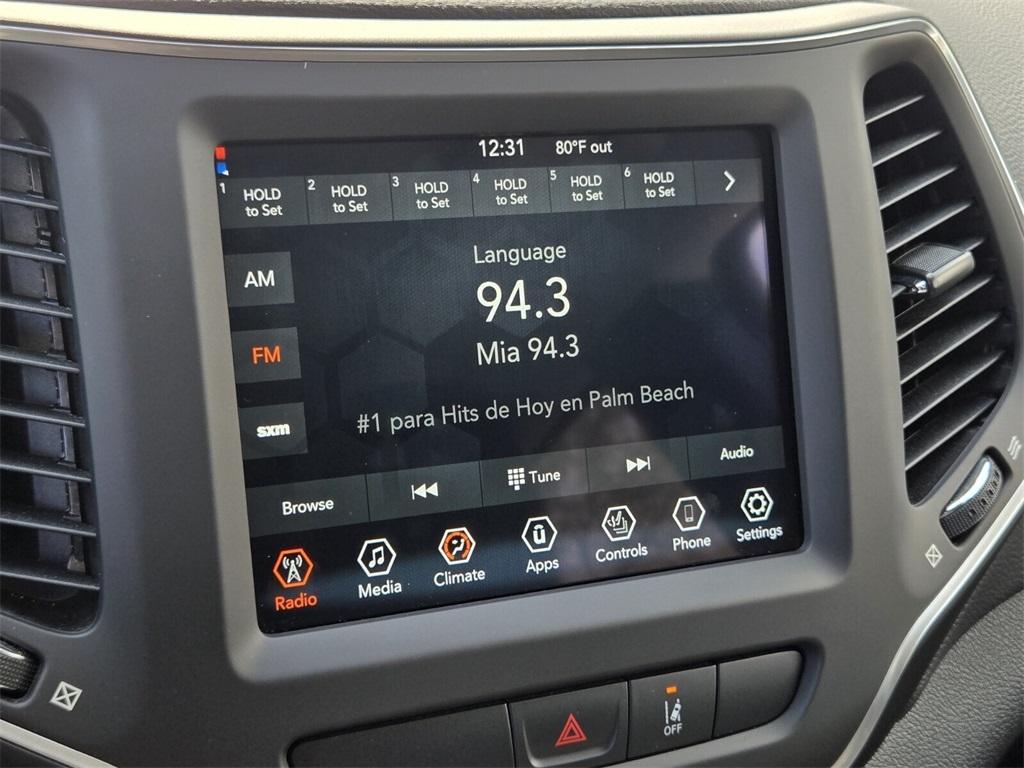 12:31 80°F out
1 HOLD to Set
2 HOLD to Set
3 HOLD to Set
4 HOLD to Set
5 HOLD to Set
6 HOLD to Set
Language
AM
94.3
FM
Mia 94.3
sxm
#1 para Hits de Hoy en Palm Beach
Browse
Tune
Audio
Radio
Media
Climate
ū Apps
Controls
Phone
Settings
OFF